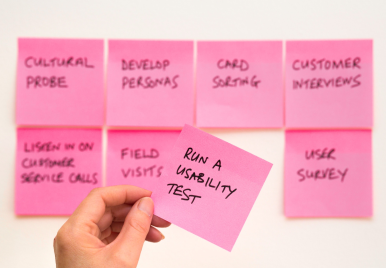 CULTURAL
PROBE
DEVELOP
PERSONAS
CARD
SORTING
CUSTOMER
INTERVIEWS
LISTEN IN ON
CUSTOMER
SERVICE CALLS
FIELD
VISITS
RUN A
USABILITY
TEST
USER
SURVEY